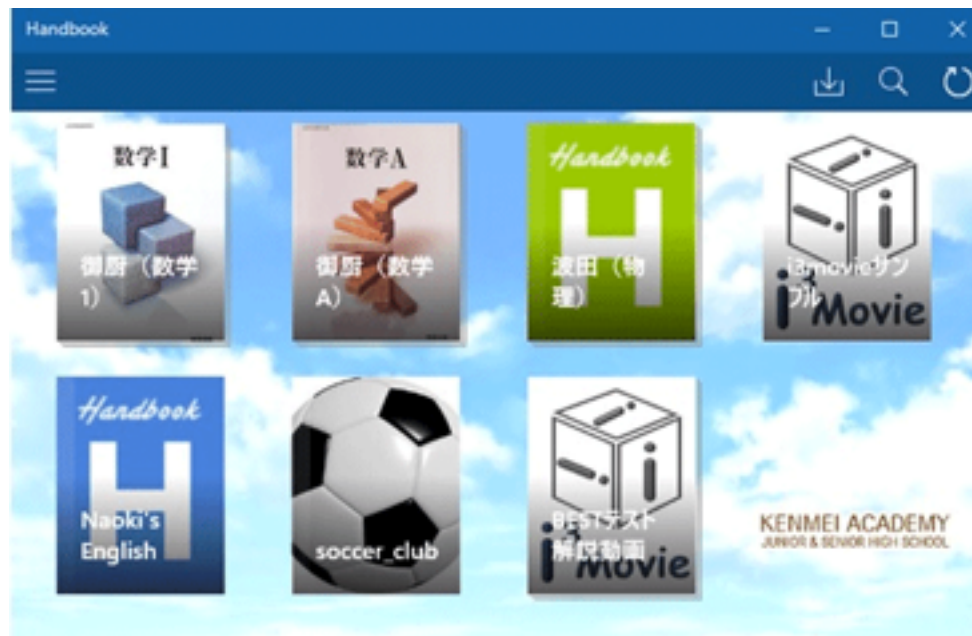 Handbook
数学I
御厨（数学
1）
数学A
御厨（数学
A）
Handbook
H
波田（物
理）
i3movieサン
プル
i³Movie
Handbook
H
Naoki's
English
soccer_club
BESTテスト
解説動画
i³Movie
KENMEI ACADEMY
JUNIOR & SENIOR HIGH SCHOOL